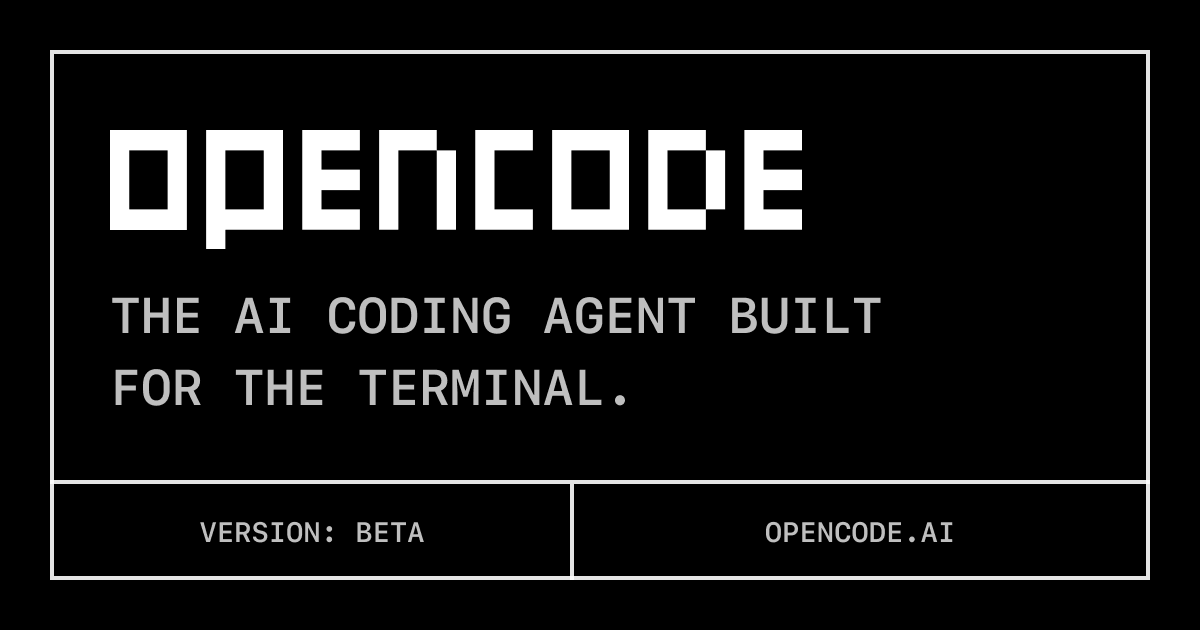 OPENCODE
THE AI CODING AGENT BUILT
FOR THE TERMINAL.
VERSION: BETA
OPENCODE.AI